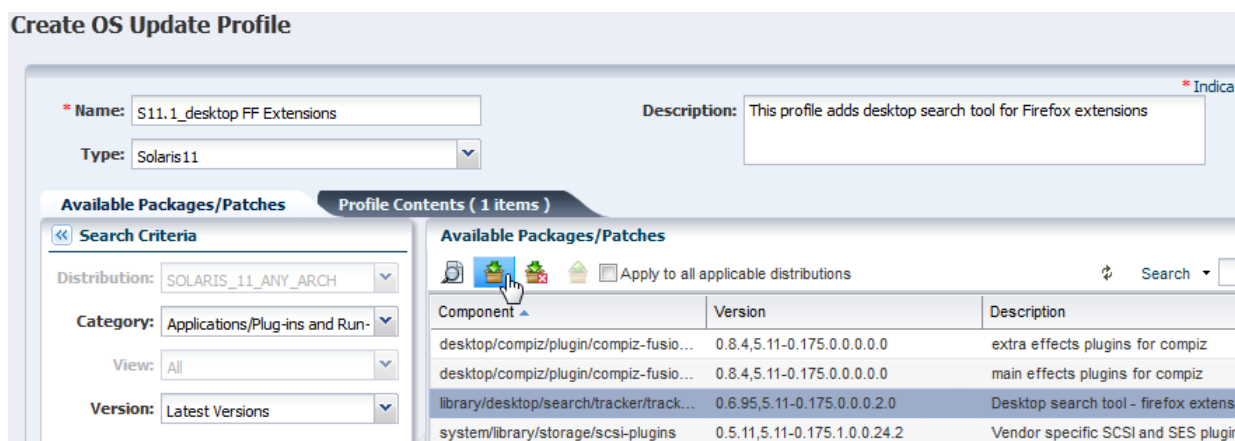 Create OS Update Profile
* Indica
* Name: S11.1_desktop FF Extensions
Description: This profile adds desktop search tool for Firefox extensions
Type: Solaris11
Available Packages/Patches
Profile Contents ( 1 items )
Search Criteria
Distribution: SOLARIS_11_ANY_ARCH
Category: Applications/Plug-ins and Run-
View: All
Version: Latest Versions
Available Packages/Patches
Apply to all applicable distributions
Search
Component Version Description
desktop/compiz/plugin/compiz-fusio... 0.8.4,5.11-0.175.0.0.0.0.0 extra effects plugins for compiz
desktop/compiz/plugin/compiz-fusio... 0.8.4,5.11-0.175.0.0.0.0.0 main effects plugins for compiz
library/desktop/search/tracker/track... 0.6.95,5.11-0.175.0.0.0.2.0 Desktop search tool - firefox extens
system/library/storage/scsi-plugins 0.5.11,5.11-0.175.1.0.0.24.2 Vendor specific SCSI and SES plugin